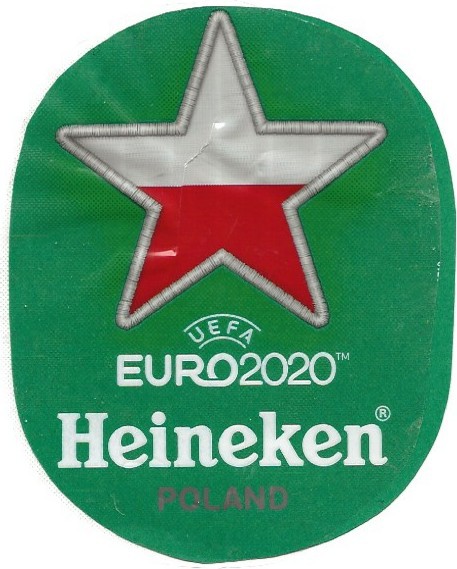 UEFA
EURO2020™
Heineken®
POLAND